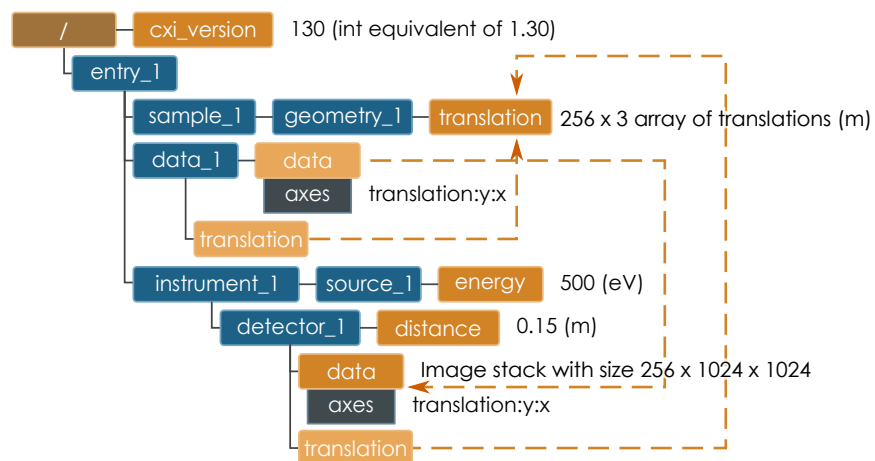 / cxi_version 130 (int equivalent of 1.30)
entry_1
sample_1 geometry_1 translation 256 x 3 array of translations (m)
data_1 data
axes translation:y:x
translation
instrument_1 source_1 energy 500 (eV)
detector_1 distance 0.15 (m)
data Image stack with size 256 x 1024 x 1024
axes translation:y:x
translation